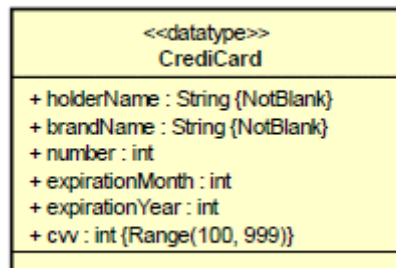 <<datatype>>
CrediCard
+ holderName : String {NotBlank}
+ brandName : String {NotBlank}
+ number : int
+ expirationMonth : int
+ expirationYear : int
+ cvv : int {Range(100, 999)}